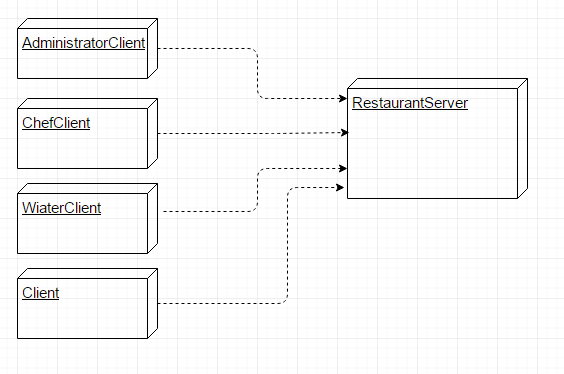 AdministratorClient
RestaurantServer
ChefClient
WiaterClient
Client